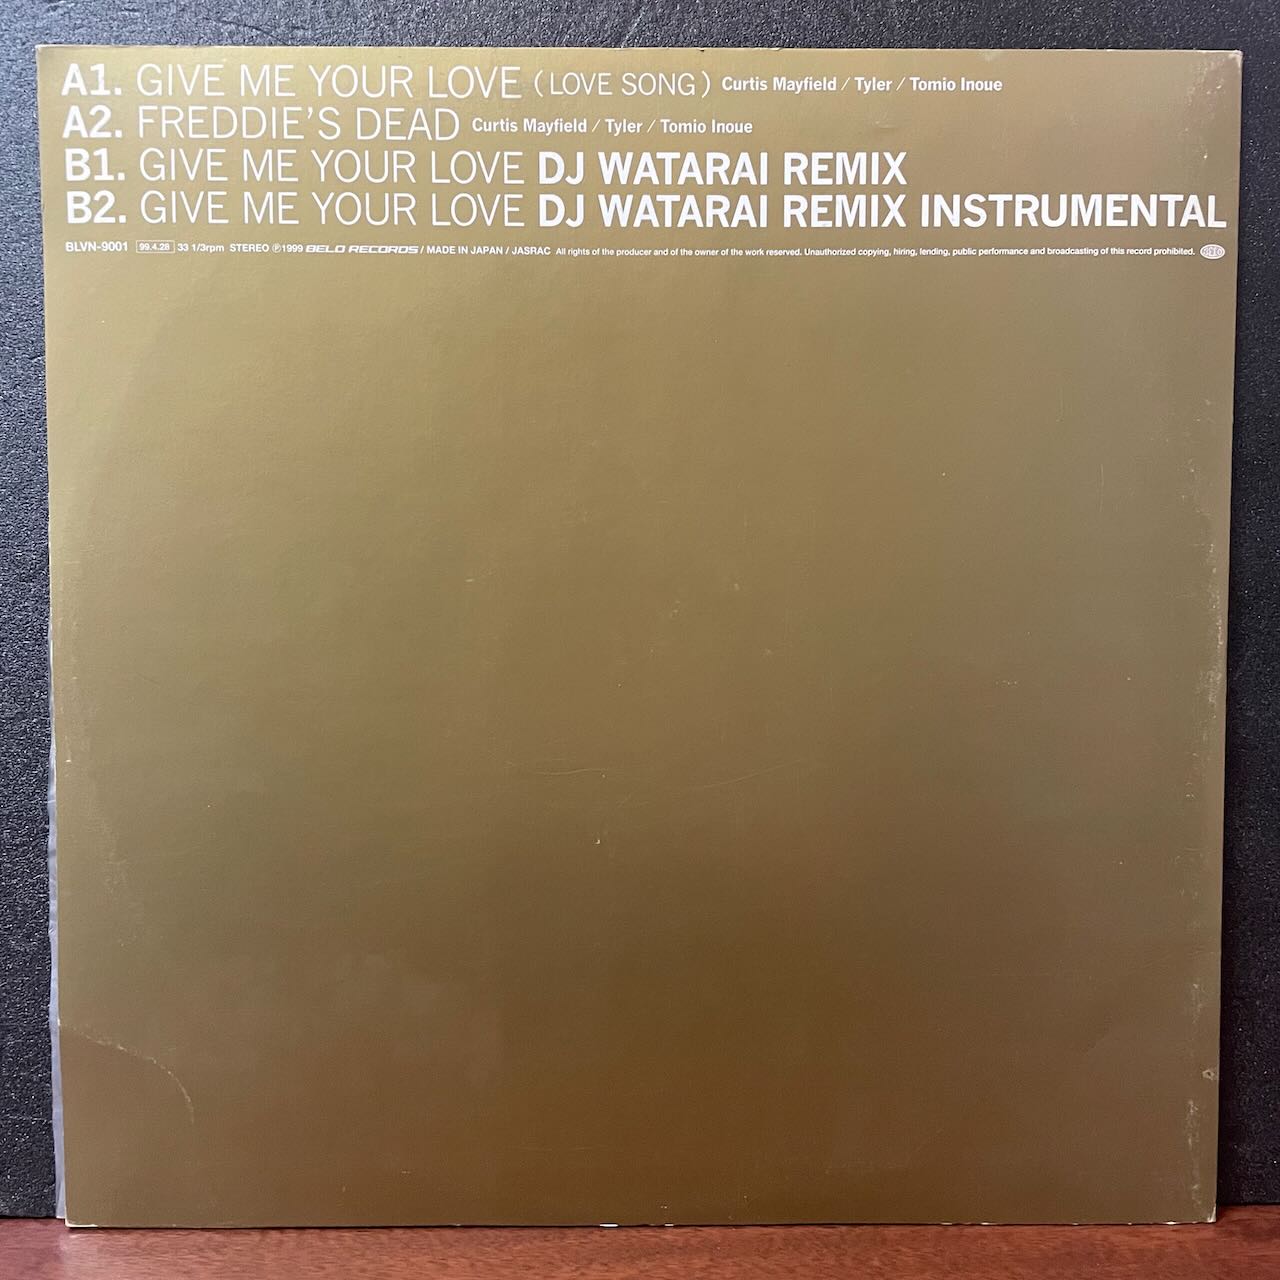 A1. GIVE ME YOUR LOVE (LOVE SONG) Curtis Mayfield / Tyler / Tomio Inoue
A2. FREDDIE'S DEAD Curtis Mayfield / Tyler / Tomio Inoue
B1. GIVE ME YOUR LOVE DJ WATARAI REMIX
B2. GIVE ME YOUR LOVE DJ WATARAI REMIX INSTRUMENTAL
BLVN-9001 99.4.28 33 1/3rpm STEREO ℗1999 BELO RECORDS / MADE IN JAPAN / JASRAC All rights of the producer and of the owner of the work reserved. Unauthorized copying, hiring, lending, public performance and broadcasting of this record prohibited. BELO